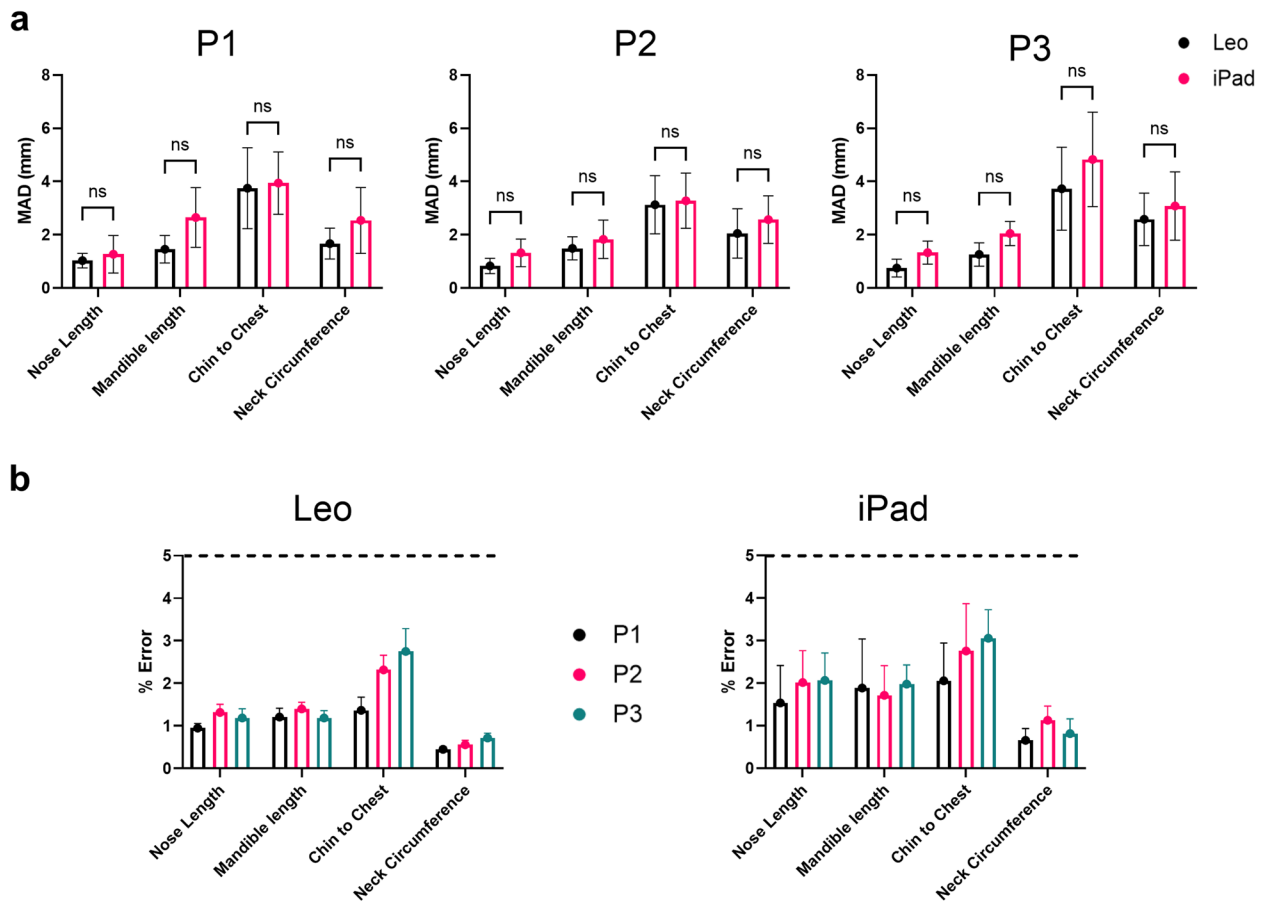 a
P1
P2
P3
Leo
iPad
MAD (mm)
8
6
4
2
0
ns
ns
ns
ns
Nose Length
Mandible length
Chin to Chest
Neck Circumference
MAD (mm)
8
6
4
2
0
ns
ns
ns
ns
Nose Length
Mandible length
Chin to Chest
Neck Circumference
MAD (mm)
8
6
4
2
0
ns
ns
ns
ns
Nose Length
Mandible length
Chin to Chest
Neck Circumference
b
Leo
% Error
5
4
3
2
1
0
Nose Length
Mandible length
Chin to Chest
Neck Circumference
P1
P2
P3
iPad
% Error
5
4
3
2
1
0
Nose Length
Mandible length
Chin to Chest
Neck Circumference